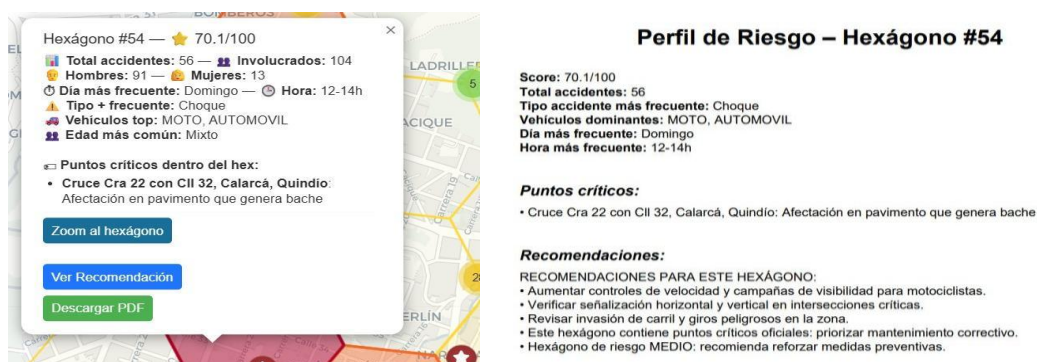 BOMBEROS
Hexágono #54 — ⭐ 70.1/100
×
📊 Total accidentes: 56 — 👥 Involucrados: 104
👨 Hombres: 91 — 👩 Mujeres: 13
⏱ Día más frecuente: Domingo — 🕒 Hora: 12-14h
⚠️ Tipo + frecuente: Choque
🚗 Vehículos top: MOTO, AUTOMOVIL
👥 Edad más común: Mixto
Puntos críticos dentro del hex:
• Cruce Cra 22 con Cll 32, Calarcá, Quindío:
Afectación en pavimento que genera bache
Zoom al hexágono
Ver Recomendación
Descargar PDF
5
Carrera 19
Perfil de Riesgo – Hexágono #54
Score: 70.1/100
Total accidentes: 56
Tipo accidente más frecuente: Choque
Vehículos dominantes: MOTO, AUTOMOVIL
Día más frecuente: Domingo
Hora más frecuente: 12-14h
Puntos críticos:
• Cruce Cra 22 con Cll 32, Calarcá, Quindío: Afectación en pavimento que genera bache
Recomendaciones:
RECOMENDACIONES PARA ESTE HEXÁGONO:
• Aumentar controles de velocidad y campañas de visibilidad para motociclistas.
• Verificar señalización horizontal y vertical en intersecciones críticas.
• Revisar invasión de carril y giros peligrosos en la zona.
• Este hexágono contiene puntos críticos oficiales: priorizar mantenimiento correctivo.
• Hexágono de riesgo MEDIO: recomienda reforzar medidas preventivas.